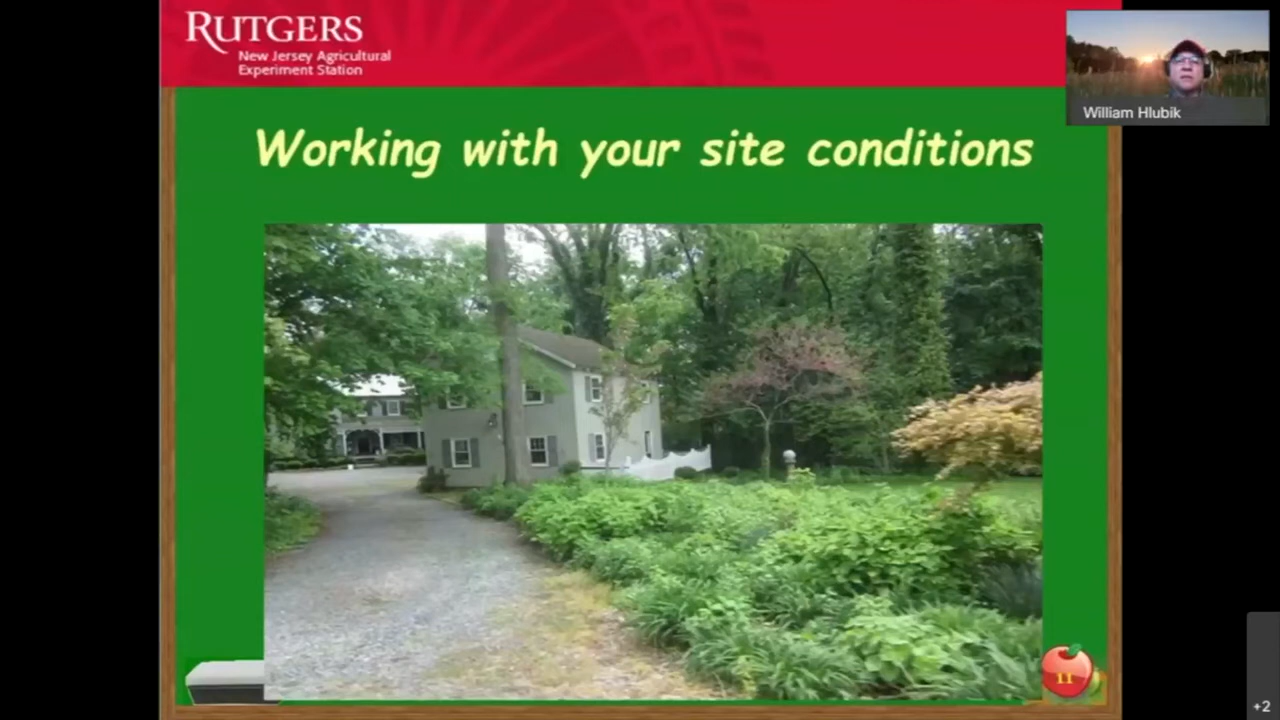 RUTGERS
New Jersey Agricultural
Experiment Station
William Hlubik
Working with your site conditions
11
+2